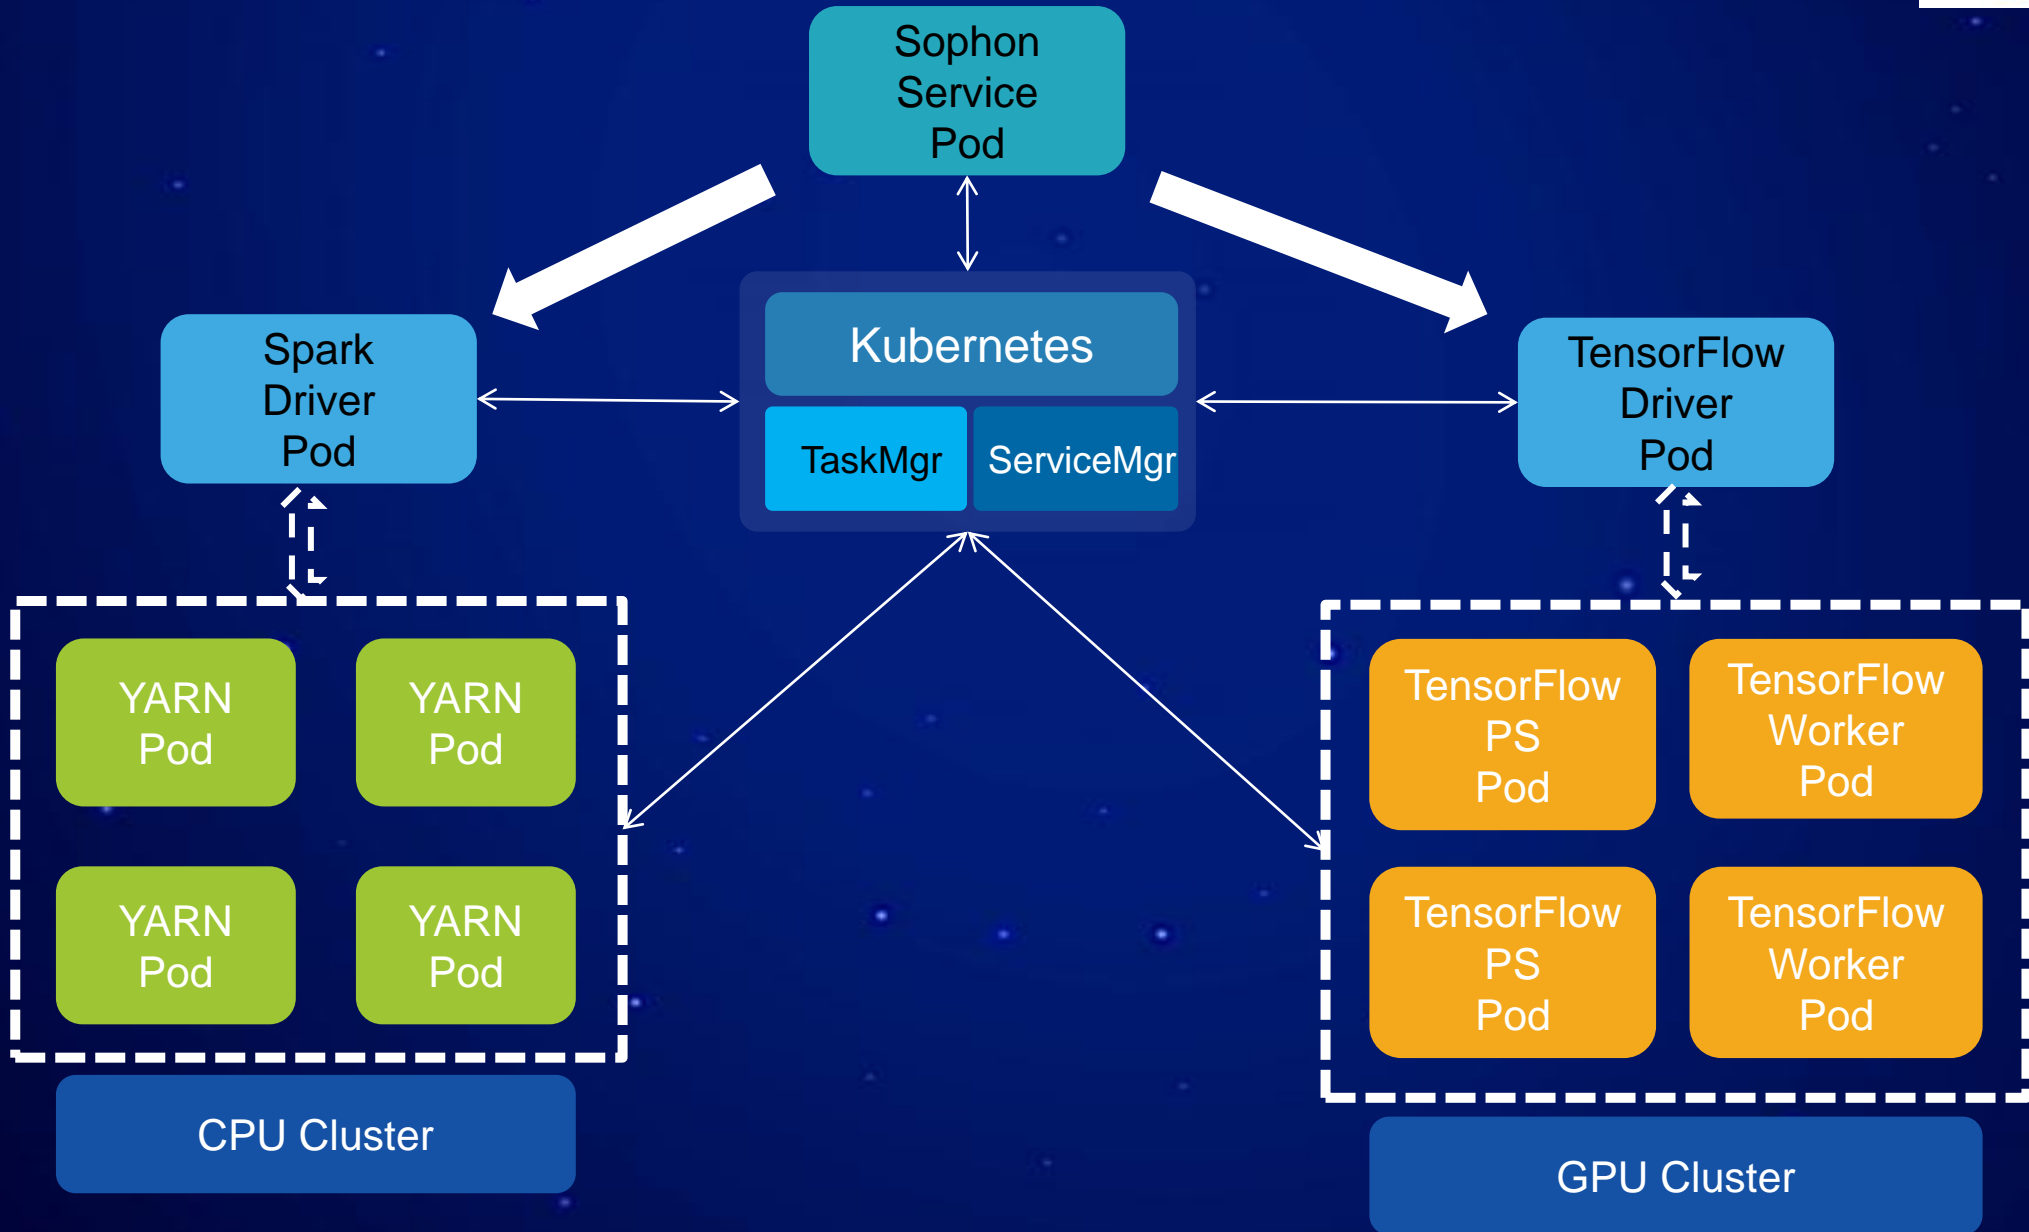 Sophon
Service
Pod
Spark
Driver
Pod
Kubernetes
TaskMgr
ServiceMgr
TensorFlow
Driver
Pod
YARN
Pod
YARN
Pod
YARN
Pod
YARN
Pod
CPU Cluster
TensorFlow
PS
Pod
TensorFlow
Worker
Pod
TensorFlow
PS
Pod
TensorFlow
Worker
Pod
GPU Cluster